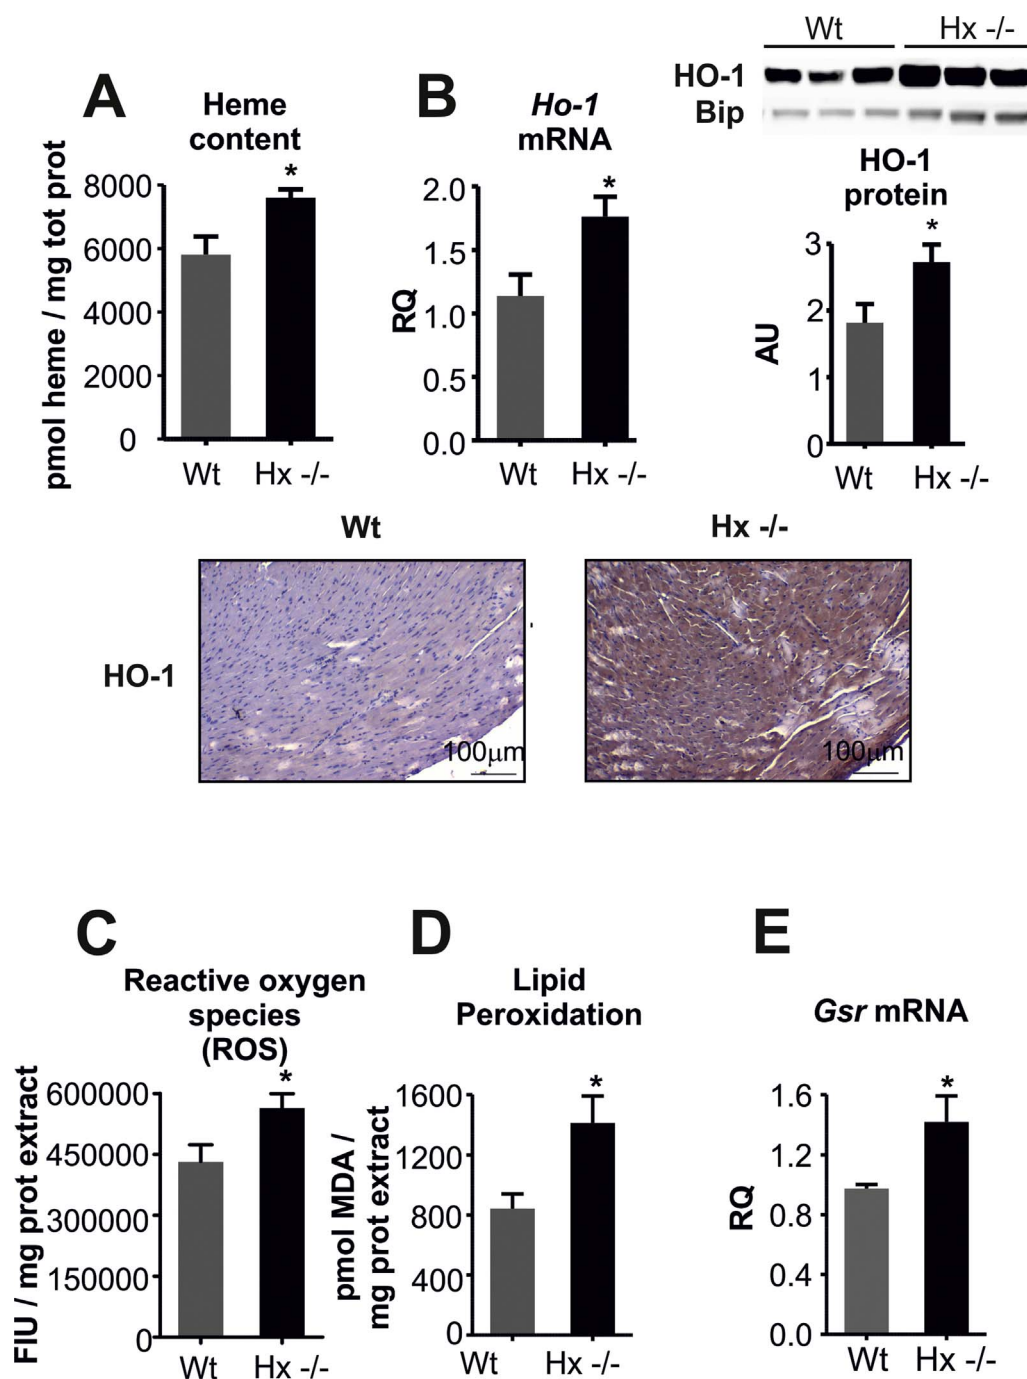 A
Heme
content
pmol heme / mg tot prot
8000
6000
4000
2000
0
*
Wt
Hx -/-
B
Ho-1
mRNA
RQ
2.0
1.5
1.0
0.5
0.0
*
Wt
Hx -/-
Wt
Hx -/-
HO-1
Bip
HO-1
protein
AU
3
2
1
0
*
Wt
Hx -/-
Wt
Hx -/-
HO-1
100μm
100μm
C
Reactive oxygen
species
(ROS)
FIU / mg prot extract
600000
450000
300000
150000
0
*
Wt
Hx -/-
D
Lipid
Peroxidation
pmol MDA /
mg prot extract
1600
1200
800
400
0
*
Wt
Hx -/-
E
Gsr mRNA
RQ
1.6
1.2
0.8
0.4
0.0
*
Wt
Hx -/-